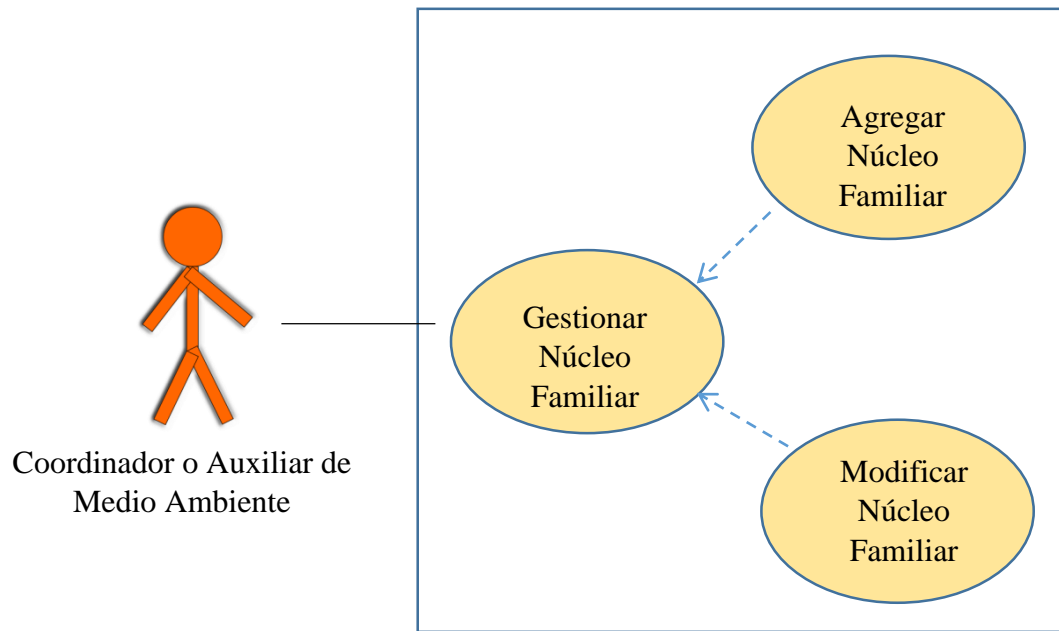 Agregar
Núcleo
Familiar
Gestionar
Núcleo
Familiar
Coordinador o Auxiliar de
Medio Ambiente
Modificar
Núcleo
Familiar